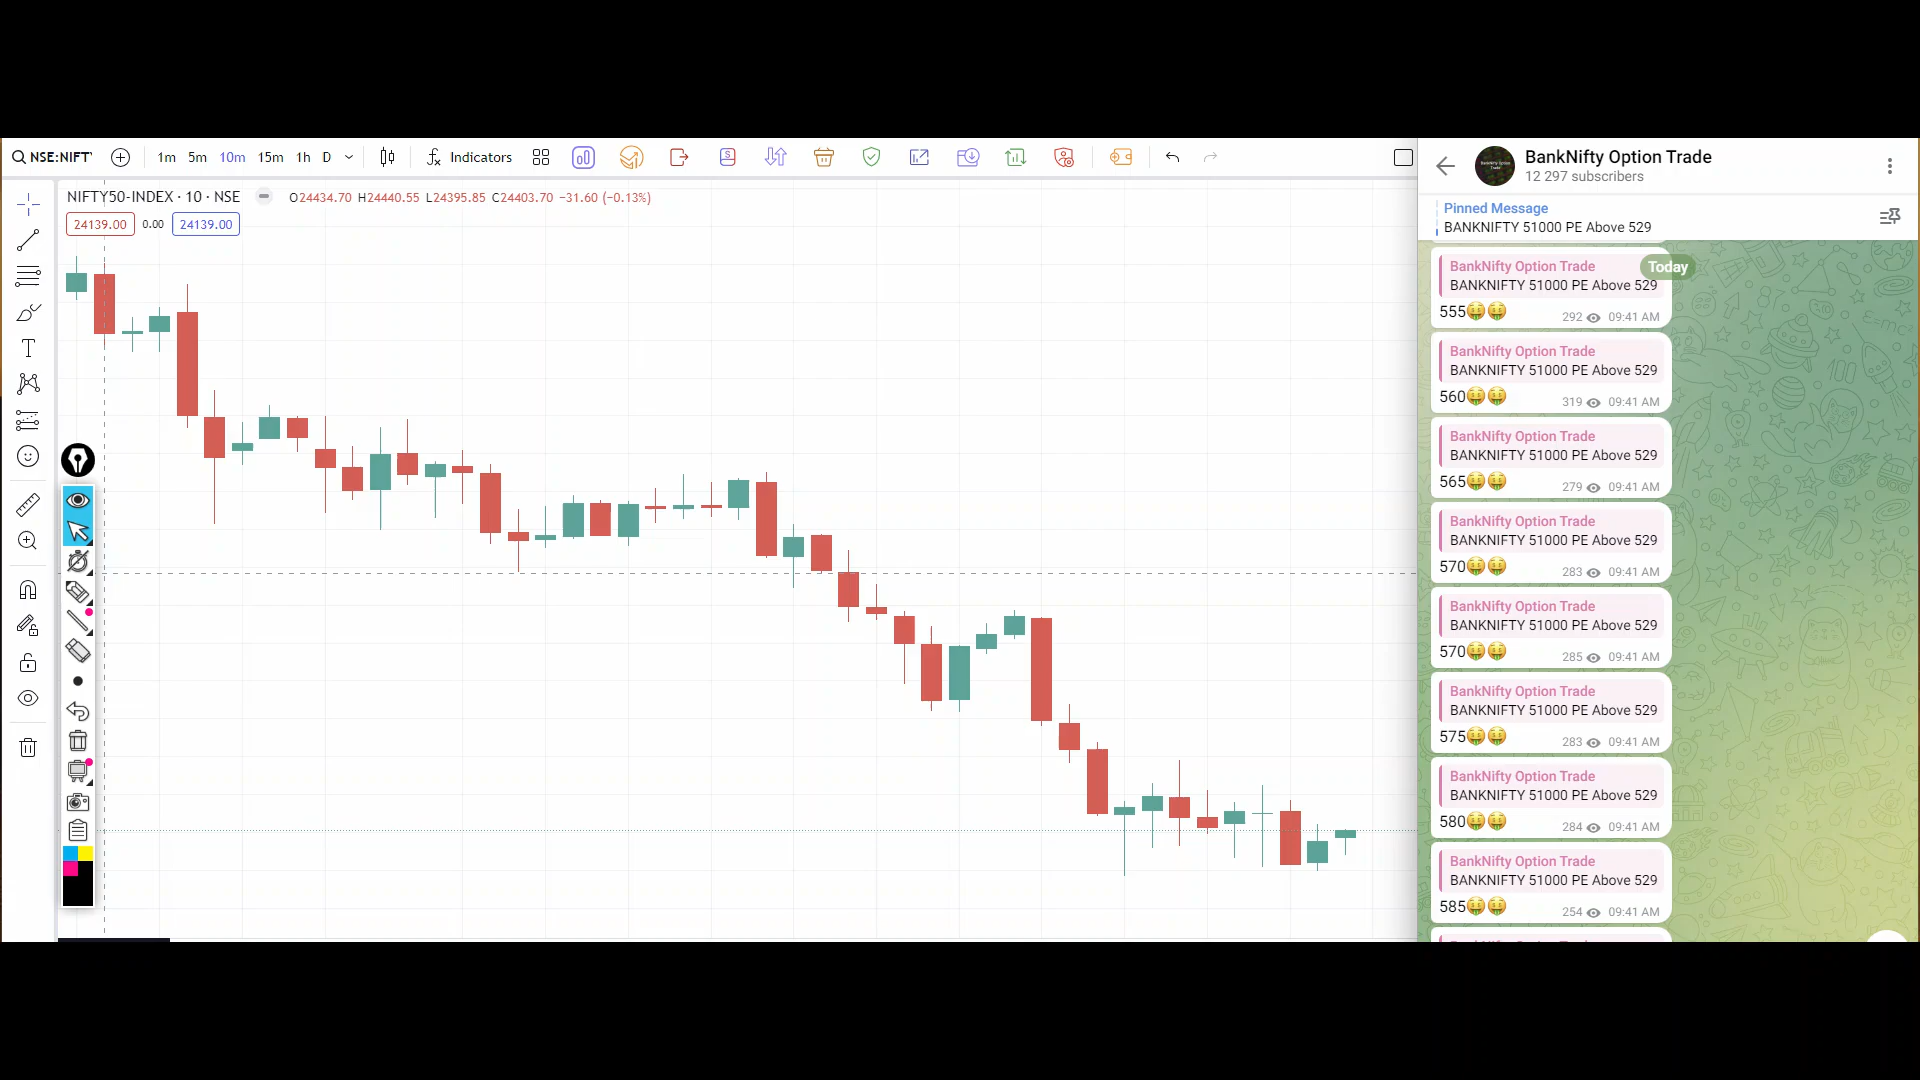 NSE:NIFT
1m 5m 10m 15m 1h D
Indicators
NIFTY50-INDEX · 10 · NSE
O24434.70 H24440.55 L24395.85 C24403.70 −31.60 (−0.13%)
24139.00 0.00 24139.00
T
BankNifty Option Trade
12 297 subscribers
Pinned Message
BANKNIFTY 51000 PE Above 529
Today
BankNifty Option Trade
BANKNIFTY 51000 PE Above 529
555🤑🤑
292 09:41 AM
BankNifty Option Trade
BANKNIFTY 51000 PE Above 529
560🤑🤑
319 09:41 AM
BankNifty Option Trade
BANKNIFTY 51000 PE Above 529
565🤑🤑
279 09:41 AM
BankNifty Option Trade
BANKNIFTY 51000 PE Above 529
570🤑🤑
283 09:41 AM
BankNifty Option Trade
BANKNIFTY 51000 PE Above 529
570🤑🤑
285 09:41 AM
BankNifty Option Trade
BANKNIFTY 51000 PE Above 529
575🤑🤑
283 09:41 AM
BankNifty Option Trade
BANKNIFTY 51000 PE Above 529
580🤑🤑
284 09:41 AM
BankNifty Option Trade
BANKNIFTY 51000 PE Above 529
585🤑🤑
254 09:41 AM